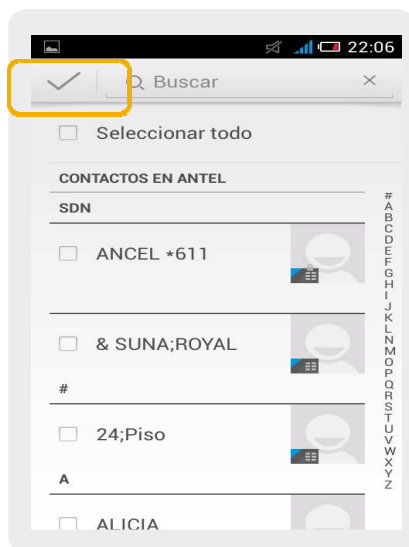 22:06
Buscar
Seleccionar todo
CONTACTOS EN ANTEL
SDN
ANCEL *611
& SUNA;ROYAL
#
24;Piso
A
ALICIA
#
A
B
C
D
E
F
G
H
I
J
K
L
N
M
O
P
Q
R
S
T
U
V
W
X
Y
Z